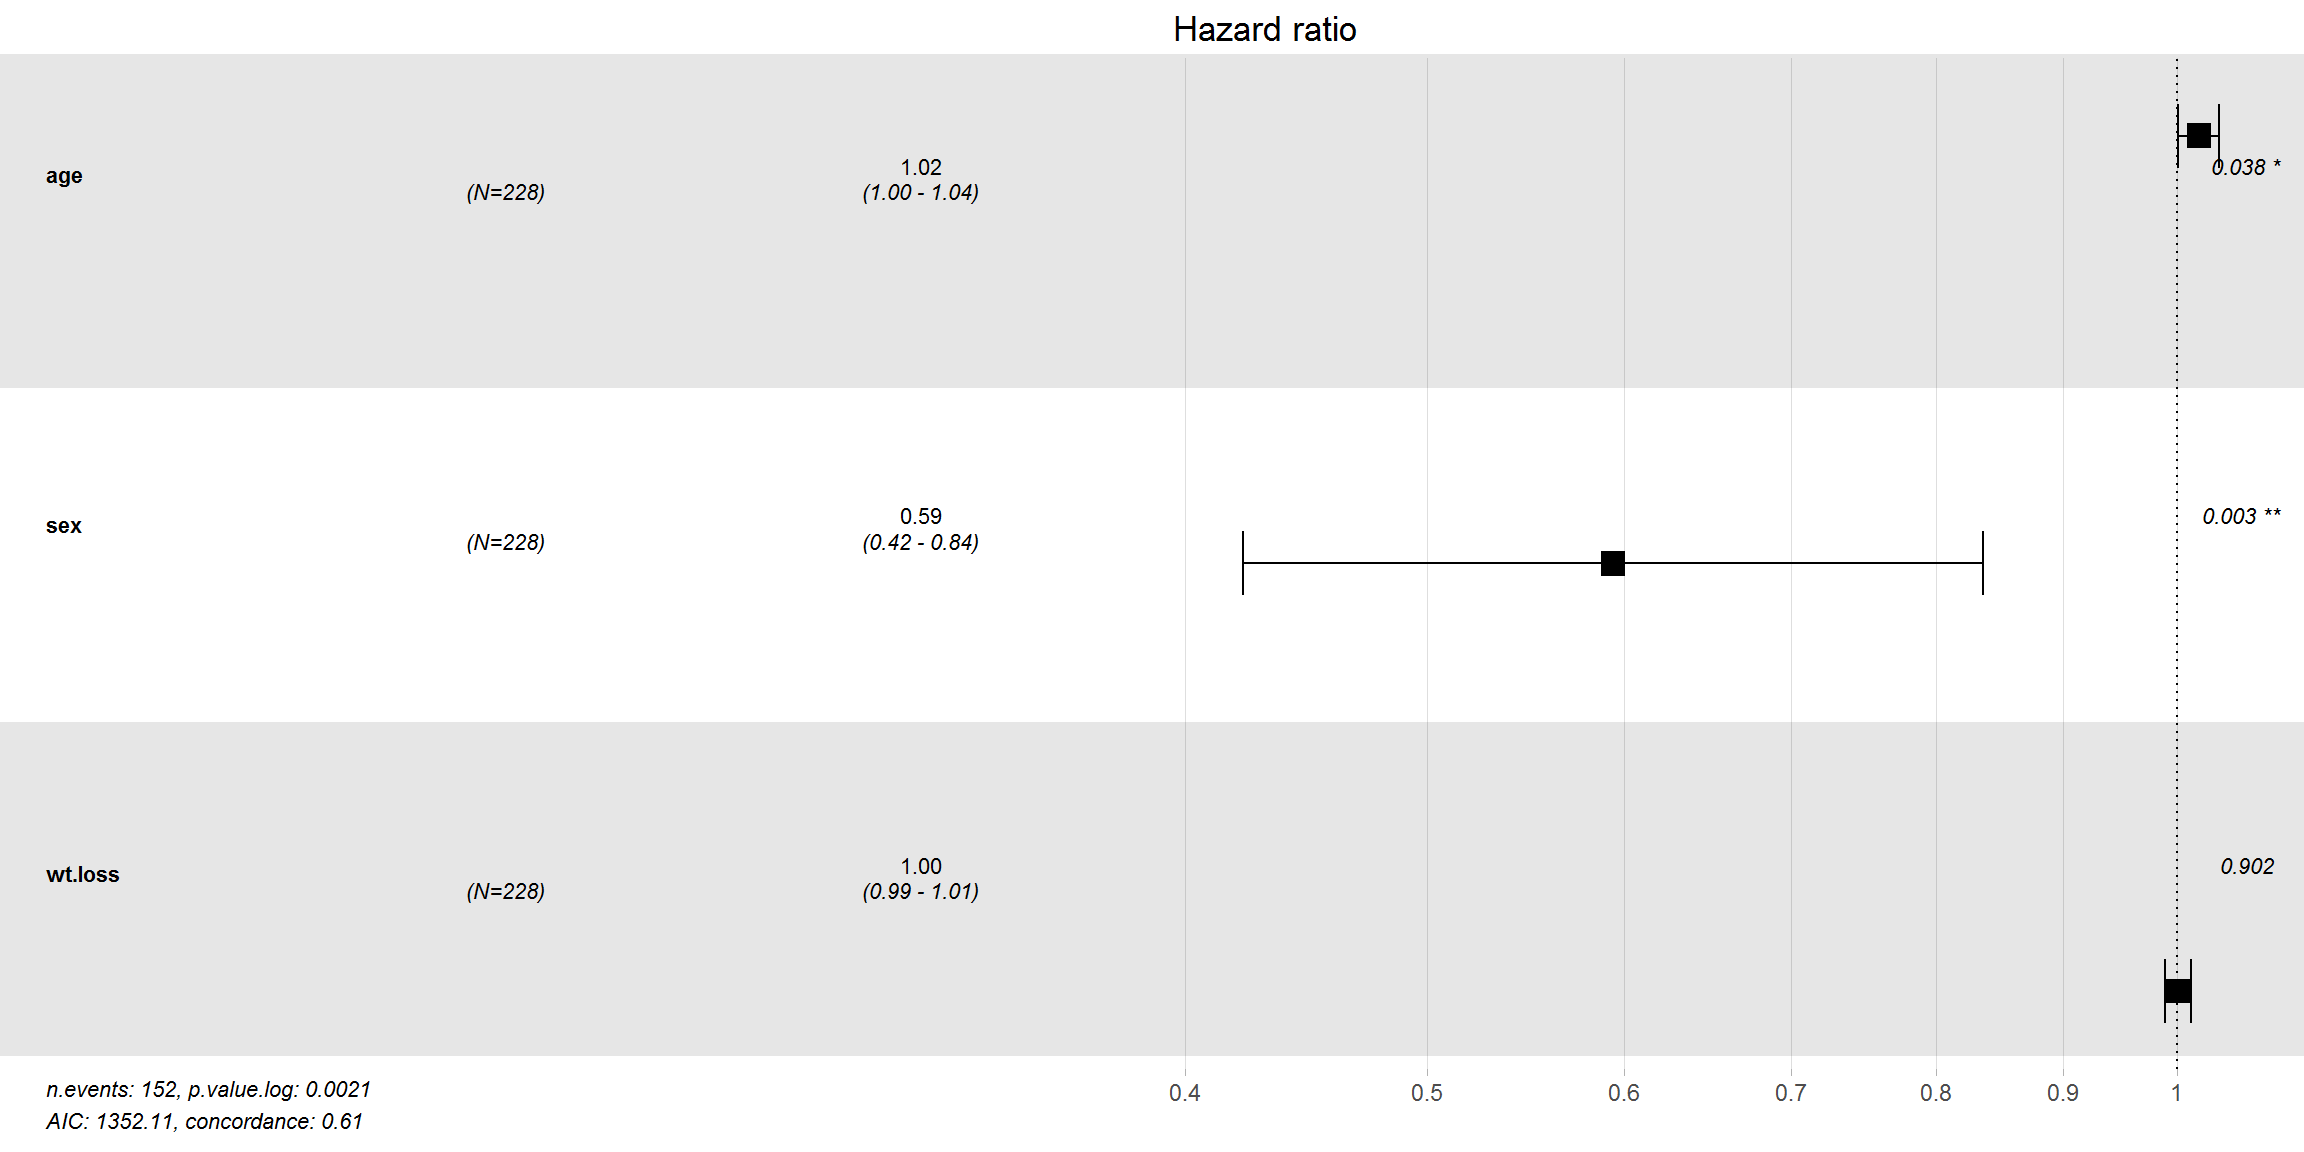 Hazard ratio
age
(N=228)
1.02
(1.00 - 1.04)
0.038 *
sex
(N=228)
0.59
(0.42 - 0.84)
0.003 **
wt.loss
(N=228)
1.00
(0.99 - 1.01)
0.902
n.events: 152, p.value.log: 0.0021
AIC: 1352.11, concordance: 0.61
0.4 0.5 0.6 0.7 0.8 0.9 1